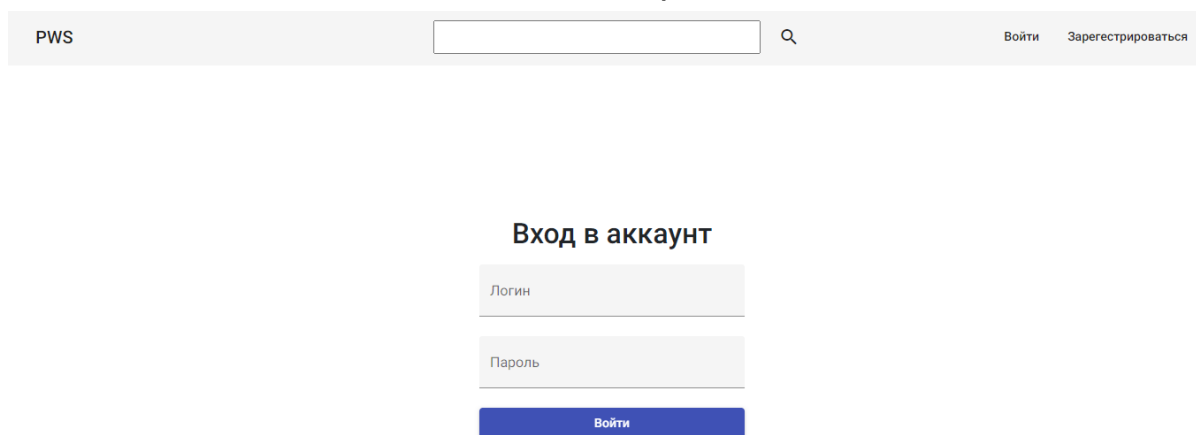 PWS
Войти Зарегестрироваться
Вход в аккаунт
Логин
Пароль
Войти